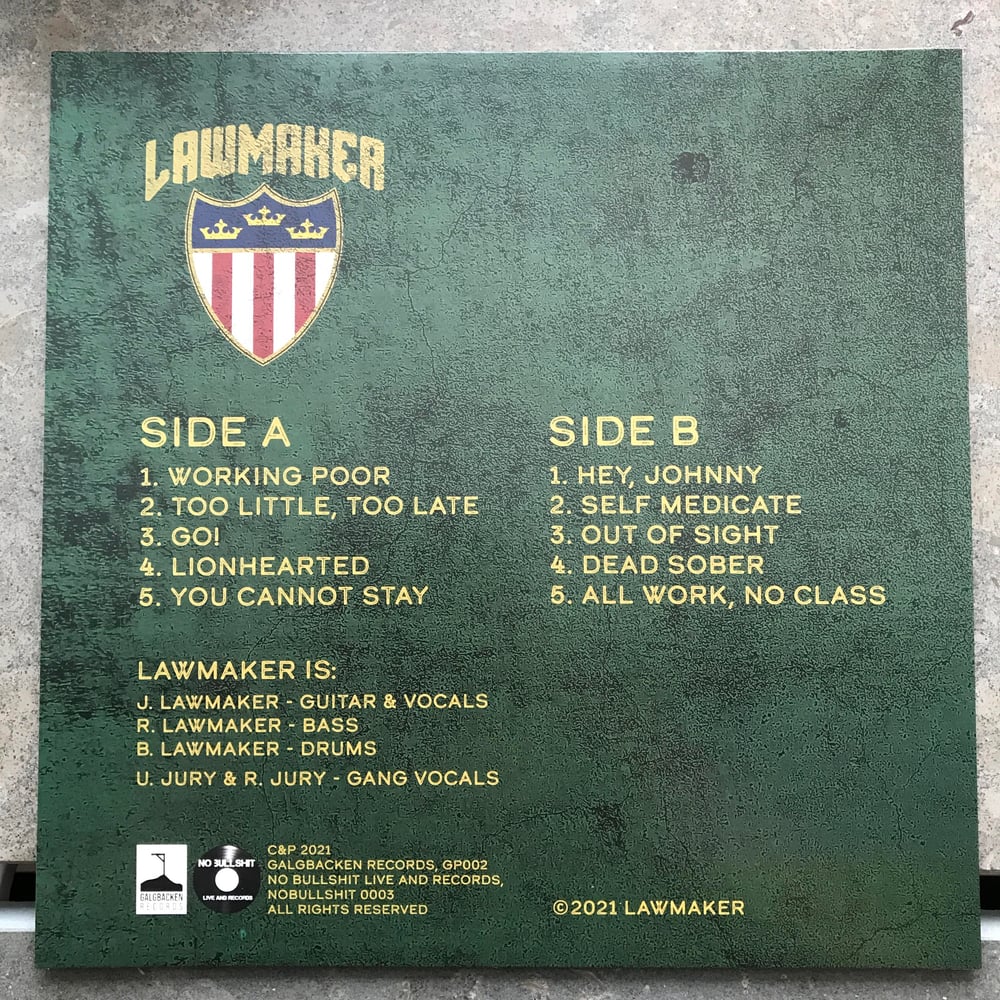 LAWMAKER
SIDE A
1. WORKING POOR
2. TOO LITTLE, TOO LATE
3. GO!
4. LIONHEARTED
5. YOU CANNOT STAY
SIDE B
1. HEY, JOHNNY
2. SELF MEDICATE
3. OUT OF SIGHT
4. DEAD SOBER
5. ALL WORK, NO CLASS
LAWMAKER IS:
J. LAWMAKER - GUITAR & VOCALS
R. LAWMAKER - BASS
B. LAWMAKER - DRUMS
U. JURY & R. JURY - GANG VOCALS
GALGBACKEN
RECORDS
NO BULLSHIT
LIVE AND RECORDS
C&P 2021
GALGBACKEN RECORDS, GP002
NO BULLSHIT LIVE AND RECORDS,
NOBULLSHIT 0003
ALL RIGHTS RESERVED
©2021 LAWMAKER